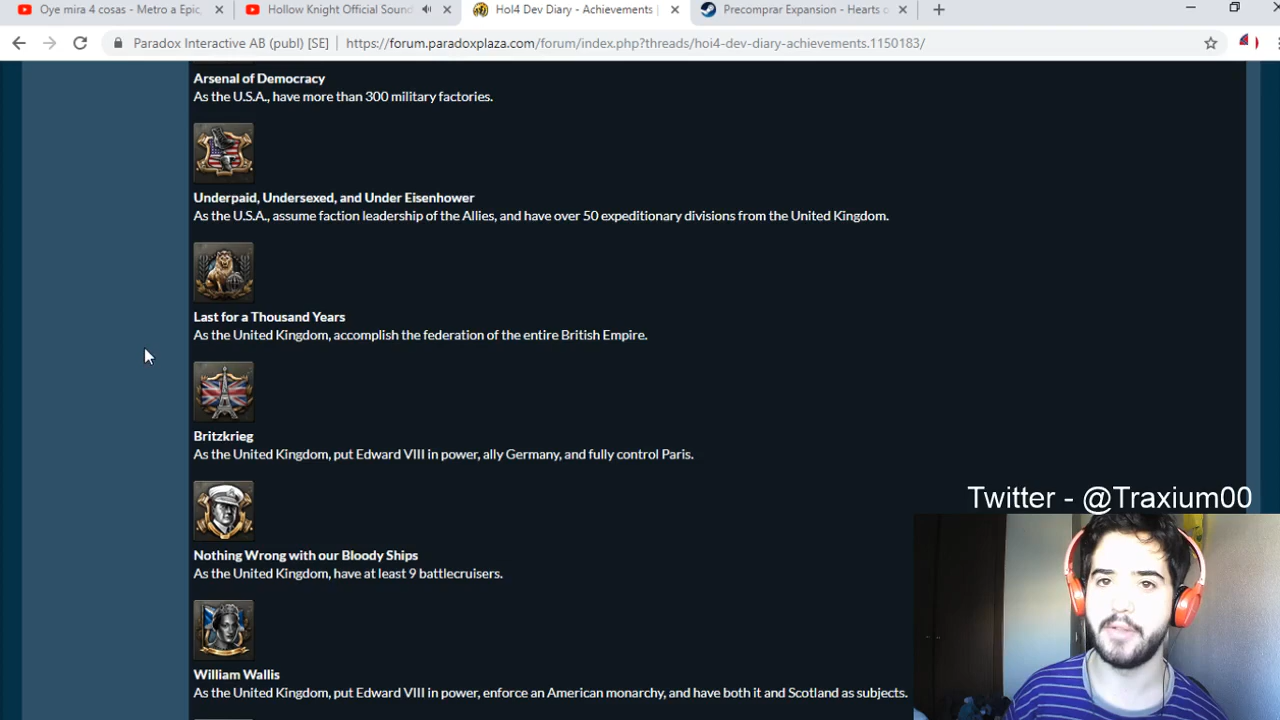 Oye mira 4 cosas - Metro a Epic,
Hollow Knight Official Sound
HoI4 Dev Diary - Achievements |
Precomprar Expansion - Hearts o
Paradox Interactive AB (publ) [SE] | https://forum.paradoxplaza.com/forum/index.php?threads/hoi4-dev-diary-achievements.1150183/
Arsenal of Democracy
As the U.S.A., have more than 300 military factories.
Underpaid, Undersexed, and Under Eisenhower
As the U.S.A., assume faction leadership of the Allies, and have over 50 expeditionary divisions from the United Kingdom.
Last for a Thousand Years
As the United Kingdom, accomplish the federation of the entire British Empire.
Britzkrieg
As the United Kingdom, put Edward VIII in power, ally Germany, and fully control Paris.
Twitter - @Traxium00
Nothing Wrong with our Bloody Ships
As the United Kingdom, have at least 9 battlecruisers.
William Wallis
As the United Kingdom, put Edward VIII in power, enforce an American monarchy, and have both it and Scotland as subjects.